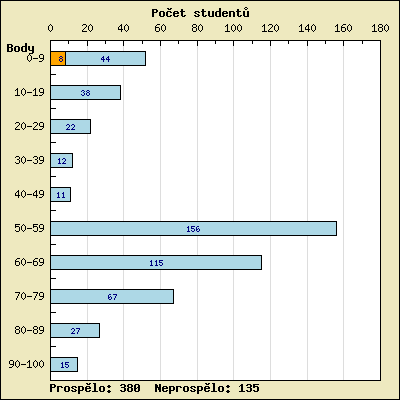 Počet studentů
0 20 40 60 80 100 120 140 160 180
Body
0-9 8 44
10-19 38
20-29 22
30-39 12
40-49 11
50-59 156
60-69 115
70-79 67
80-89 27
90-100 15
Prospělo: 380 Neprospělo: 135